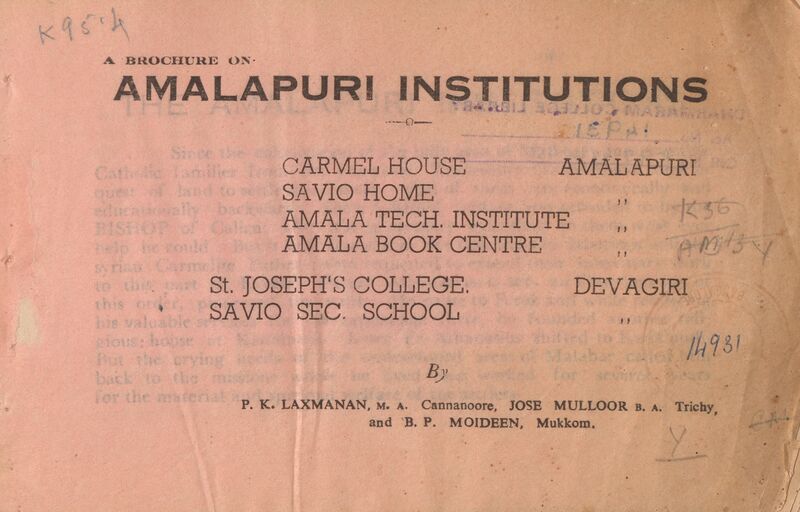 K95·4
A BROCHURE ON·
AMALAPURI INSTITUTIONS
CARMEL HOUSE AMALAPURI
SAVIO HOME ,,
AMALA TECH. INSTITUTE ,,
AMALA BOOK CENTRE ,,
K36
St. JOSEPH'S COLLEGE. DEVAGIRI
SAVIO SEC. SCHOOL ,,
14931
By
P. K. LAXMANAN, M. A. Cannanoore, JOSE MULLOOR B. A. Trichy,
and B. P. MOIDEEN, Mukkom.
Y